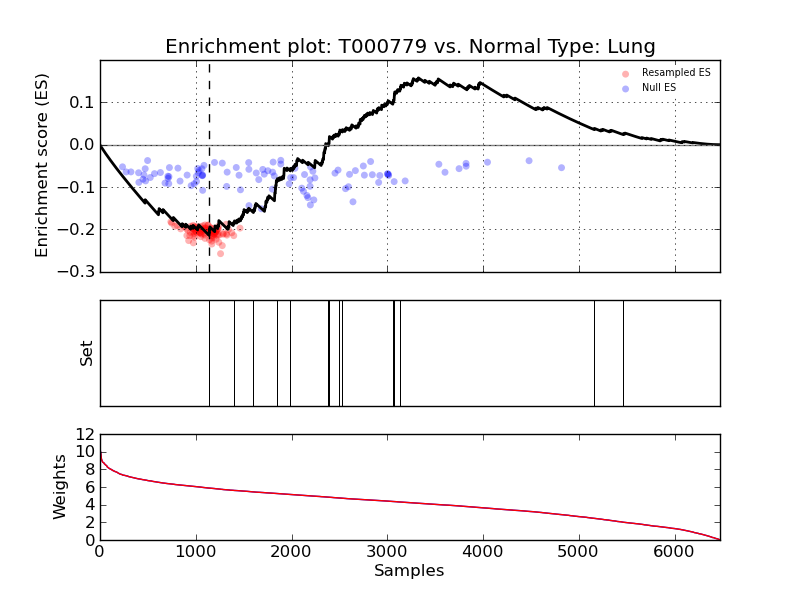 Enrichment plot: T000779 vs. Normal Type: Lung
Enrichment score (ES)
0.1
0.0
−0.1
−0.2
−0.3
Resampled ES
Null ES
Set
Weights
12
10
8
6
4
2
0
0 1000 2000 3000 4000 5000 6000
Samples